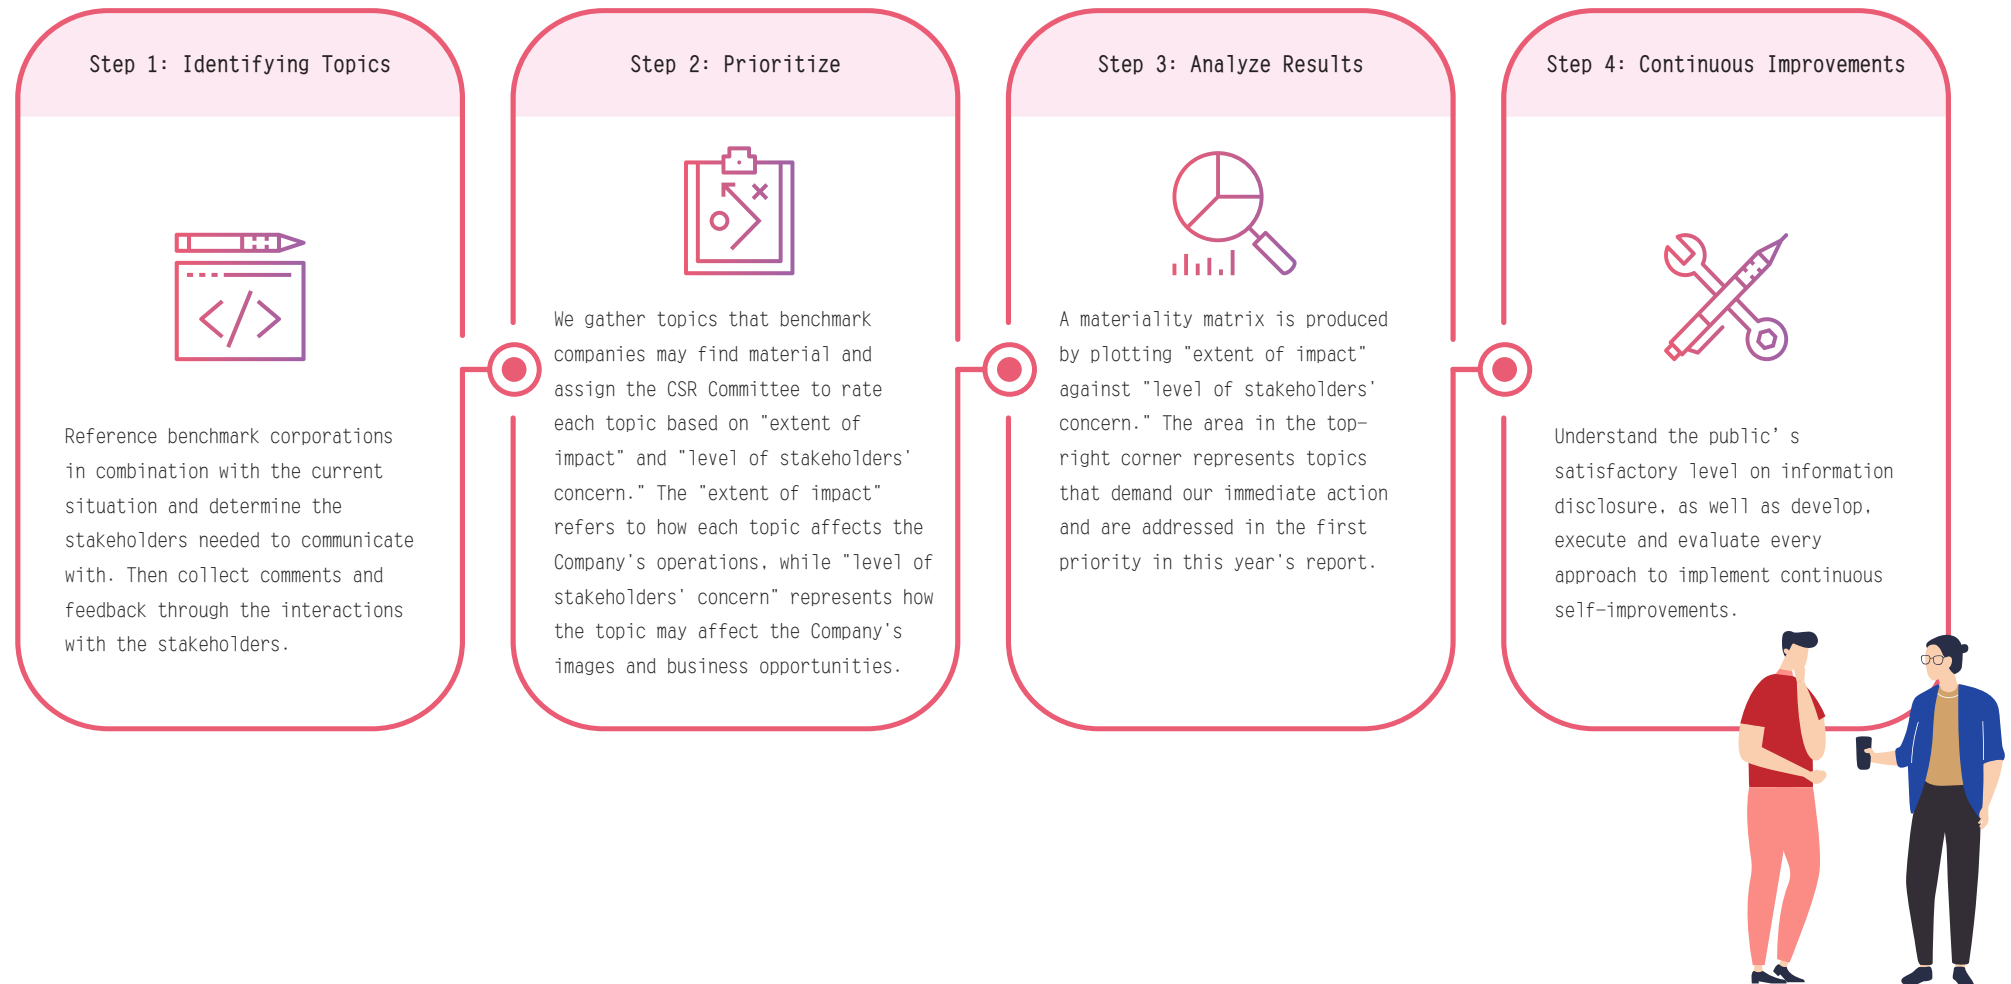 Step 1: Identifying Topics
Reference benchmark corporations
in combination with the current
situation and determine the
stakeholders needed to communicate
with. Then collect comments and
feedback through the interactions
with the stakeholders.
Step 2: Prioritize
We gather topics that benchmark
companies may find material and
assign the CSR Committee to rate
each topic based on "extent of
impact" and "level of stakeholders'
concern." The "extent of impact"
refers to how each topic affects the
Company's operations, while "level of
stakeholders' concern" represents how
the topic may affect the Company's
images and business opportunities.
Step 3: Analyze Results
A materiality matrix is produced
by plotting "extent of impact"
against "level of stakeholders'
concern." The area in the top-
right corner represents topics
that demand our immediate action
and are addressed in the first
priority in this year's report.
Step 4: Continuous Improvements
Understand the public' s
satisfactory level on information
disclosure, as well as develop,
execute and evaluate every
approach to implement continuous
self-improvements.